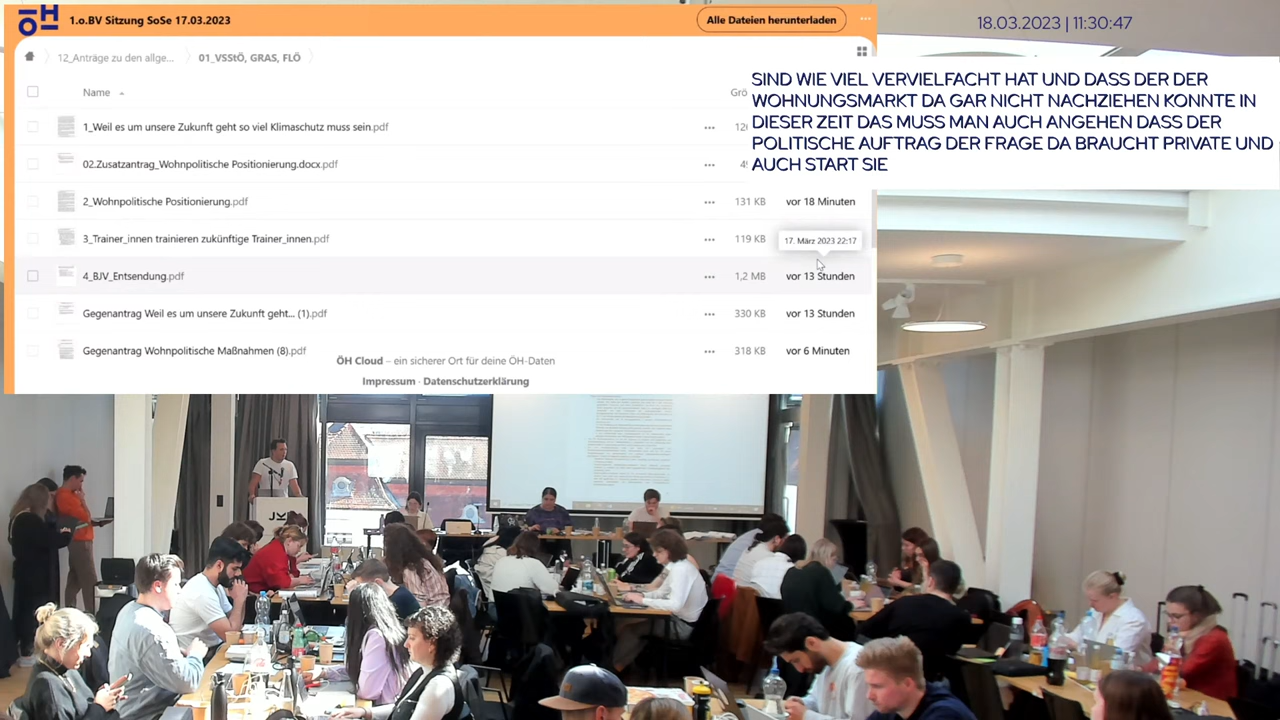 ÖH
1.o.BV Sitzung SoSe 17.03.2023
Alle Dateien herunterladen
18.03.2023 | 11:30:47
12_Anträge zu den allge...
01_VSStÖ, GRAS, FLÖ
Name
Grö
SIND WIE VIEL VERVIELFACHT HAT UND DASS DER DER
WOHNUNGSMARKT DA GAR NICHT NACHZIEHEN KONNTE IN
DIESER ZEIT DAS MUSS MAN AUCH ANGEHEN DASS DER
POLITISCHE AUFTRAG DER FRAGE DA BRAUCHT PRIVATE UND
AUCH START SIE
1_Weil es um unsere Zukunft geht so viel Klimaschutz muss sein.pdf
02.Zusatzantrag_Wohnpolitische Positionierung.docx.pdf
2_Wohnpolitische Positionierung.pdf 131 KB vor 18 Minuten
3_Trainer_innen trainieren zukünftige Trainer_innen.pdf 119 KB
17. März 2023 22:17
4_BJV_Entsendung.pdf 1,2 MB vor 13 Stunden
Gegenantrag Weil es um unsere Zukunft geht... (1).pdf 330 KB vor 13 Stunden
Gegenantrag Wohnpolitische Maßnahmen (8).pdf 318 KB vor 6 Minuten
ÖH Cloud – ein sicherer Ort für deine ÖH-Daten
Impressum · Datenschutzerklärung